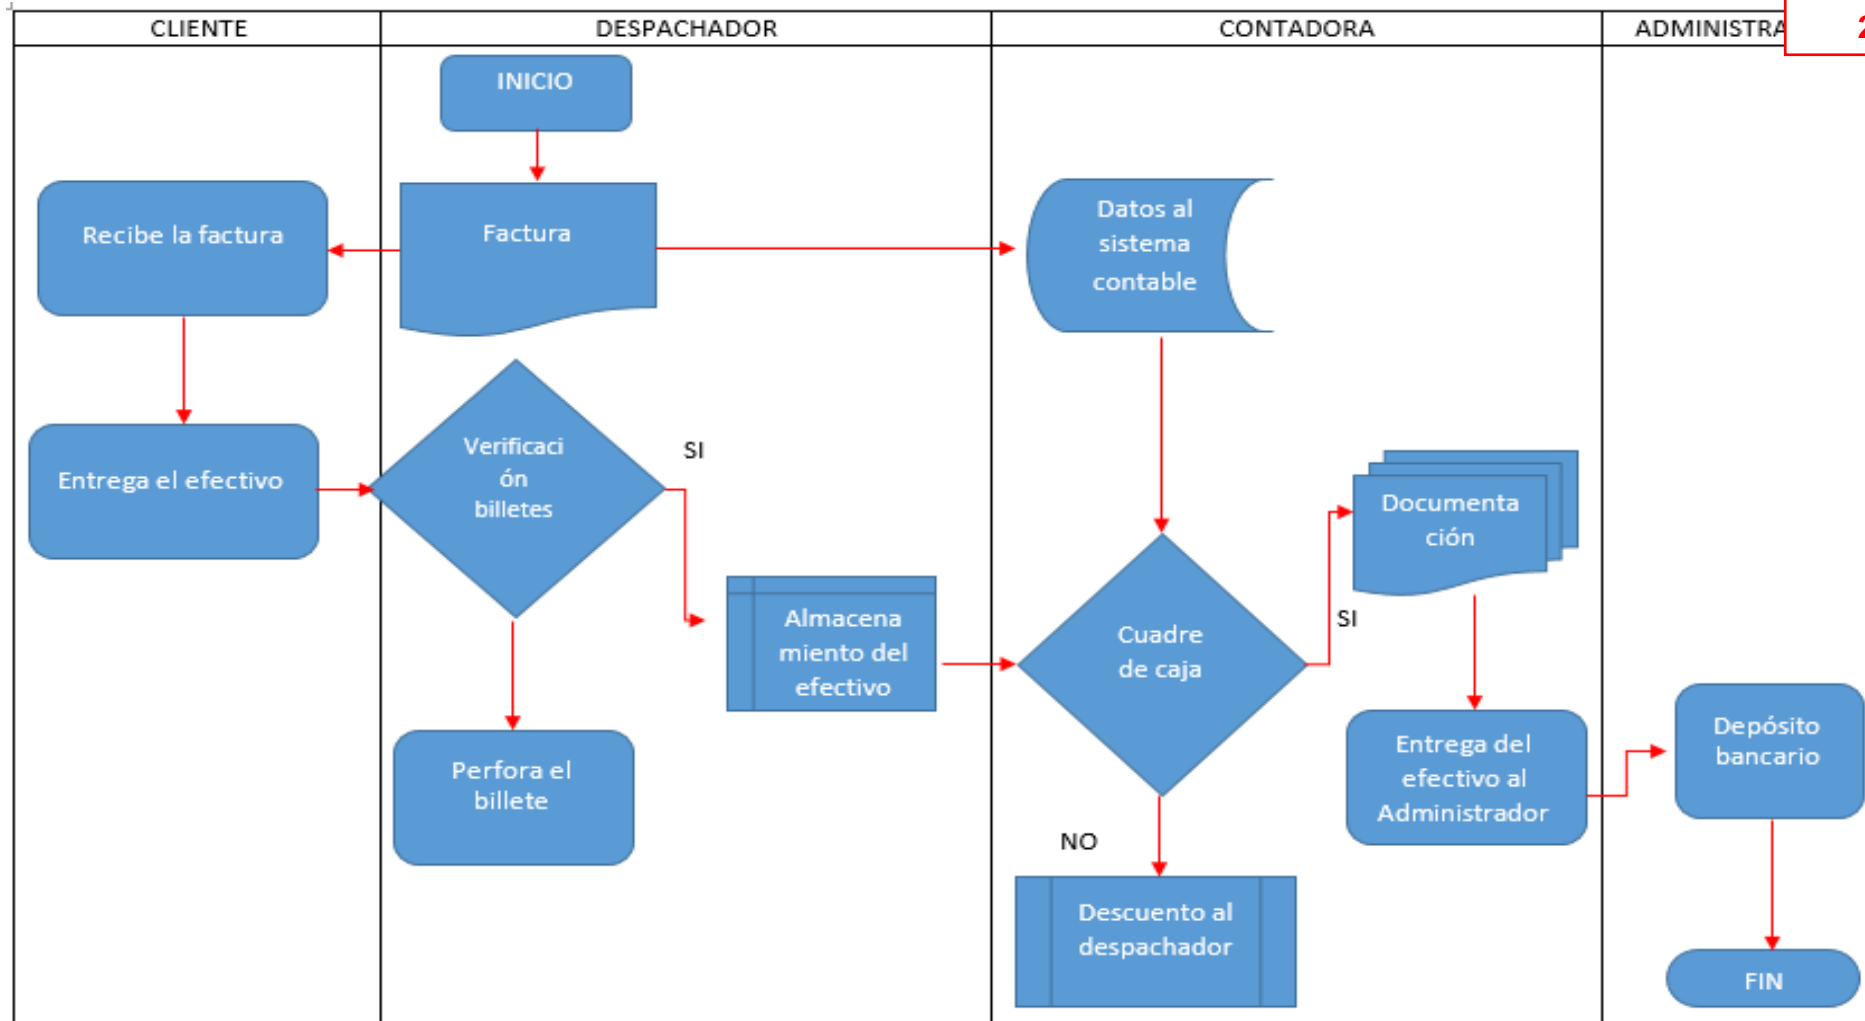 CLIENTE
DESPACHADOR
CONTADORA
ADMINISTRA
2
INICIO
Recibe la factura
Factura
Datos al
sistema
contable
Entrega el efectivo
Verificaci
ón
billetes
SI
Documenta
ción
Almacena
miento del
efectivo
Cuadre
de caja
SI
Perfora el
billete
Entrega del
efectivo al
Administrador
Depósito
bancario
NO
Descuento al
despachador
FIN